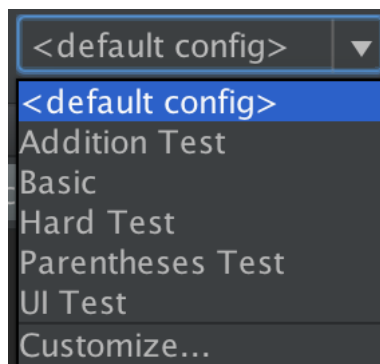 <default config>
<default config>
Addition Test
Basic
Hard Test
Parentheses Test
UI Test
Customize...